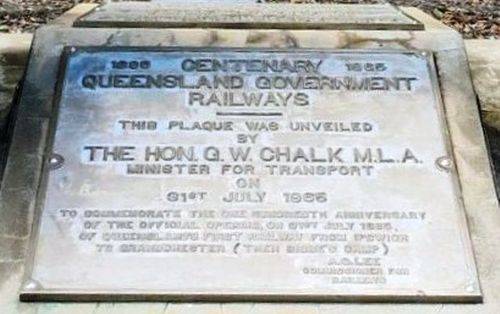 1865 CENTENARY 1965
QUEENSLAND GOVERNMENT
RAILWAYS
THIS PLAQUE WAS UNVEILED
BY
THE HON. G. W. CHALK M.L.A.
MINISTER FOR TRANSPORT
ON
31ST JULY 1965
TO COMMEMORATE THE ONE HUNDREDTH ANNIVERSARY
OF THE OFFICIAL OPENING, ON 31ST JULY 1865,
OF QUEENSLAND'S FIRST RAILWAY FROM IPSWICH
TO GRANDCHESTER (THEN BIGGE'S CAMP)
A.G. LEE
COMMISSIONER FOR
RAILWAYS